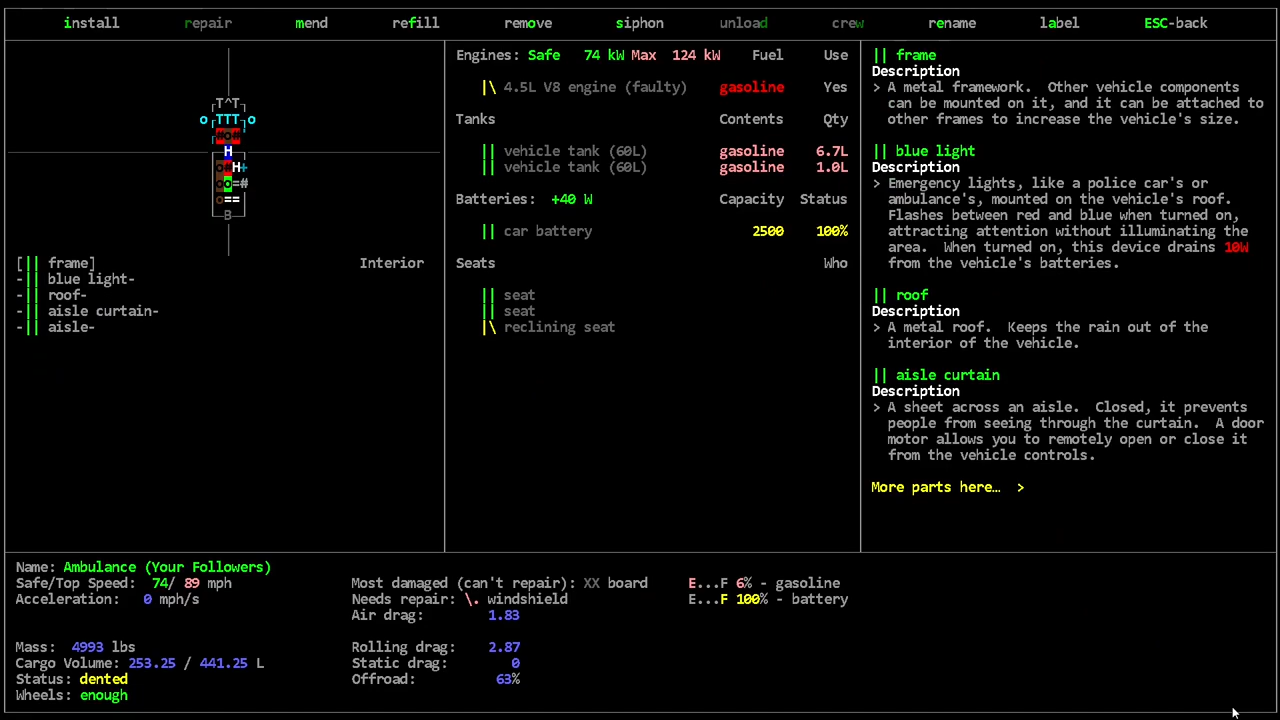 install repair mend refill remove siphon unload crew rename label ESC-back
┌T^T┐
o┌TTT┐o
wow
H
owH+
oo=#
o==
B
[|| frame] Interior
-|| blue light-
-|| roof-
-|| aisle curtain-
-|| aisle-
Engines: Safe 74 kW Max 124 kW Fuel Use
|\ 4.5L V8 engine (faulty) gasoline Yes
Tanks Contents Qty
|| vehicle tank (60L) gasoline 6.7L
|| vehicle tank (60L) gasoline 1.0L
Batteries: +40 W Capacity Status
|| car battery 2500 100%
Seats Who
|| seat
|| seat
|\ reclining seat
|| frame
Description
> A metal framework. Other vehicle components
can be mounted on it, and it can be attached to
other frames to increase the vehicle's size.
|| blue light
Description
> Emergency lights, like a police car's or
ambulance's, mounted on the vehicle's roof.
Flashes between red and blue when turned on,
attracting attention without illuminating the
area. When turned on, this device drains 10W
from the vehicle's batteries.
|| roof
Description
> A metal roof. Keeps the rain out of the
interior of the vehicle.
|| aisle curtain
Description
> A sheet across an aisle. Closed, it prevents
people from seeing through the curtain. A door
motor allows you to remotely open or close it
from the vehicle controls.
More parts here… >
Name: Ambulance (Your Followers)
Safe/Top Speed: 74/ 89 mph
Acceleration: 0 mph/s
Mass: 4993 lbs
Cargo Volume: 253.25 / 441.25 L
Status: dented
Wheels: enough
Most damaged (can't repair): XX board
Needs repair: \. windshield
Air drag: 1.83
Rolling drag: 2.87
Static drag: 0
Offroad: 63%
E...F 6% - gasoline
E...F 100% - battery